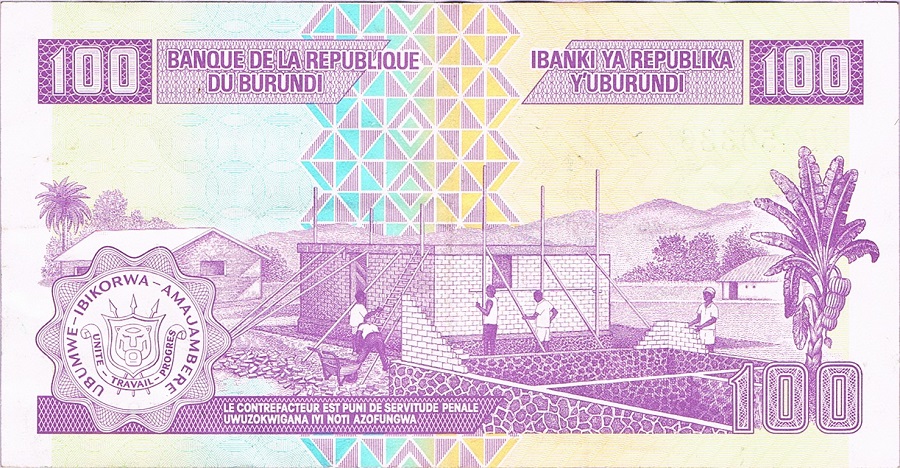 100
BANQUE DE LA REPUBLIQUE
DU BURUNDI
IBANKI YA REPUBLIKA
Y'UBURUNDI
100
UBUMWE-IBIKORWA-AMAJAMBERE
UNITE-TRAVAIL-PROGRES
LE CONTREFACTEUR EST PUNI DE SERVITUDE PENALE
UWUZOKWIGANA IYI NOTI AZOFUNGWA
100